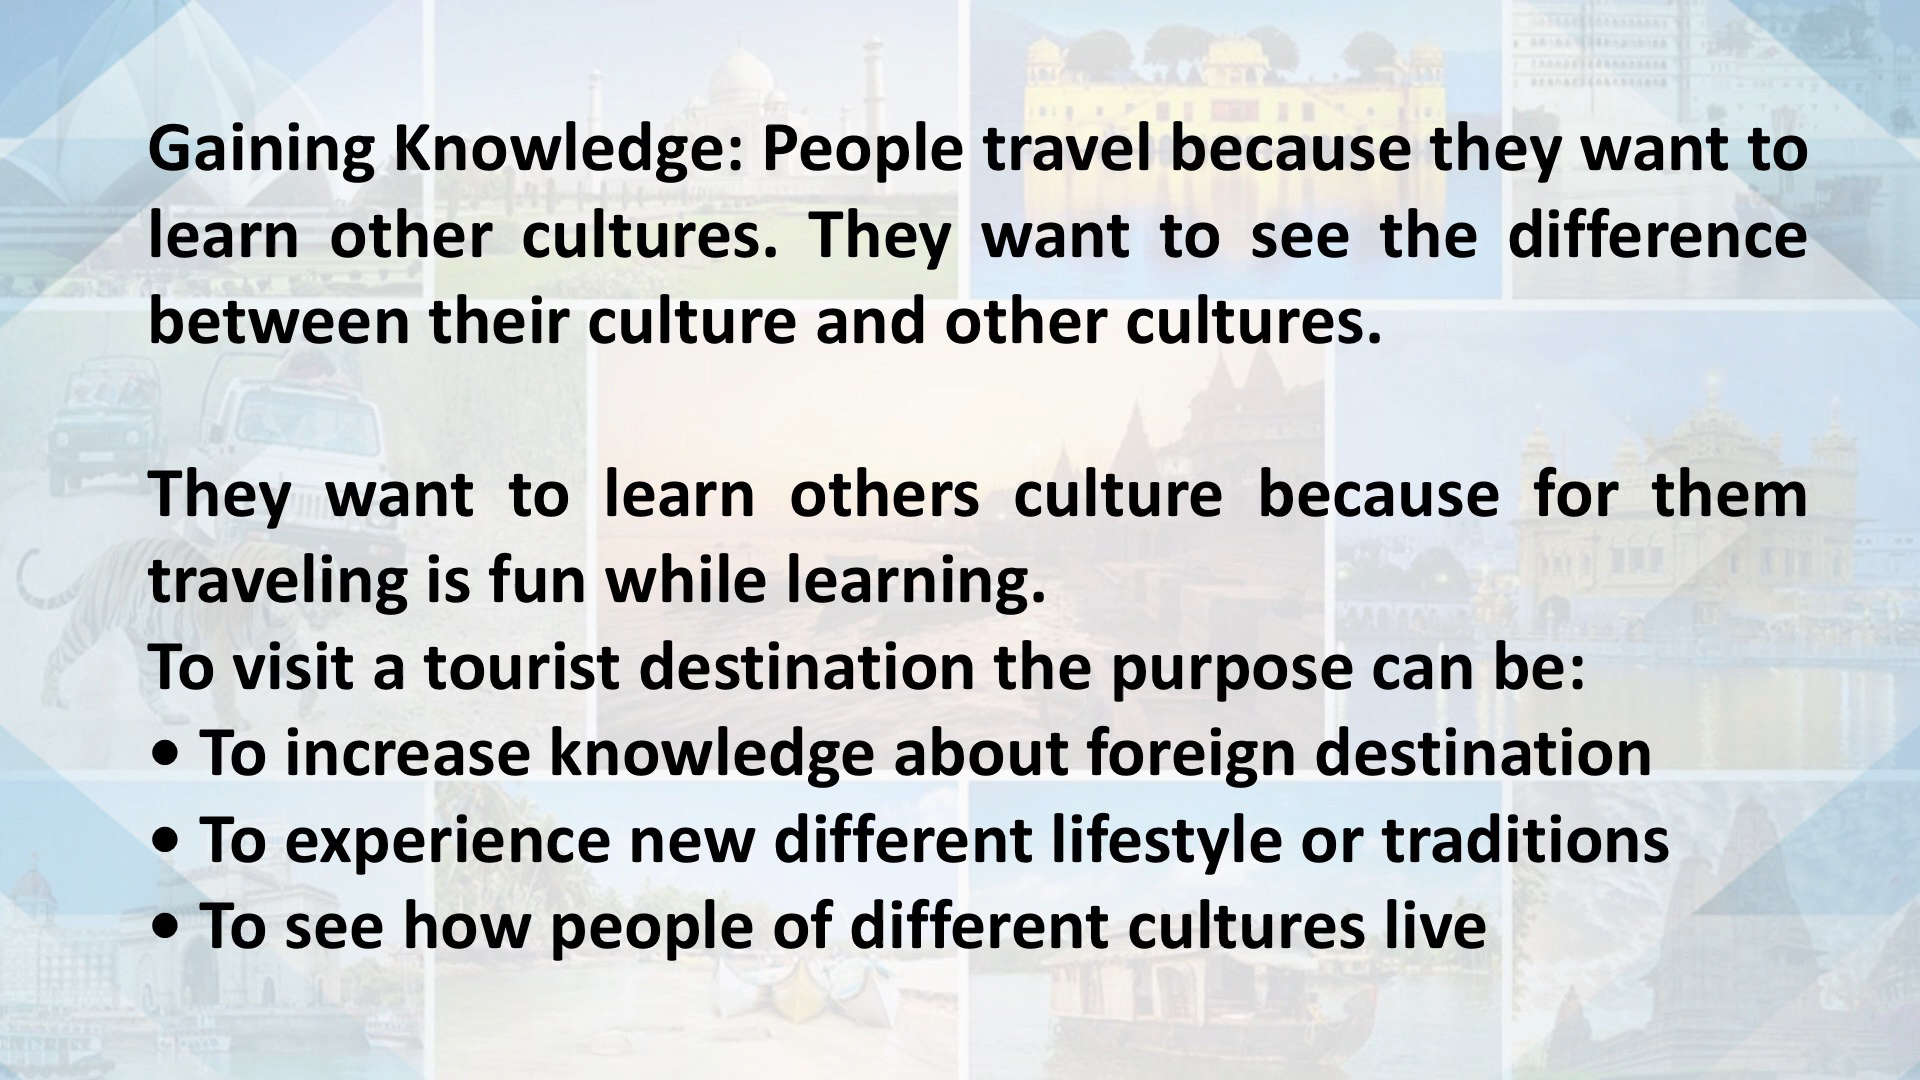 Gaining Knowledge: People travel because they want to
learn other cultures. They want to see the difference
between their culture and other cultures.
They want to learn others culture because for them
traveling is fun while learning.
To visit a tourist destination the purpose can be:
• To increase knowledge about foreign destination
• To experience new different lifestyle or traditions
• To see how people of different cultures live